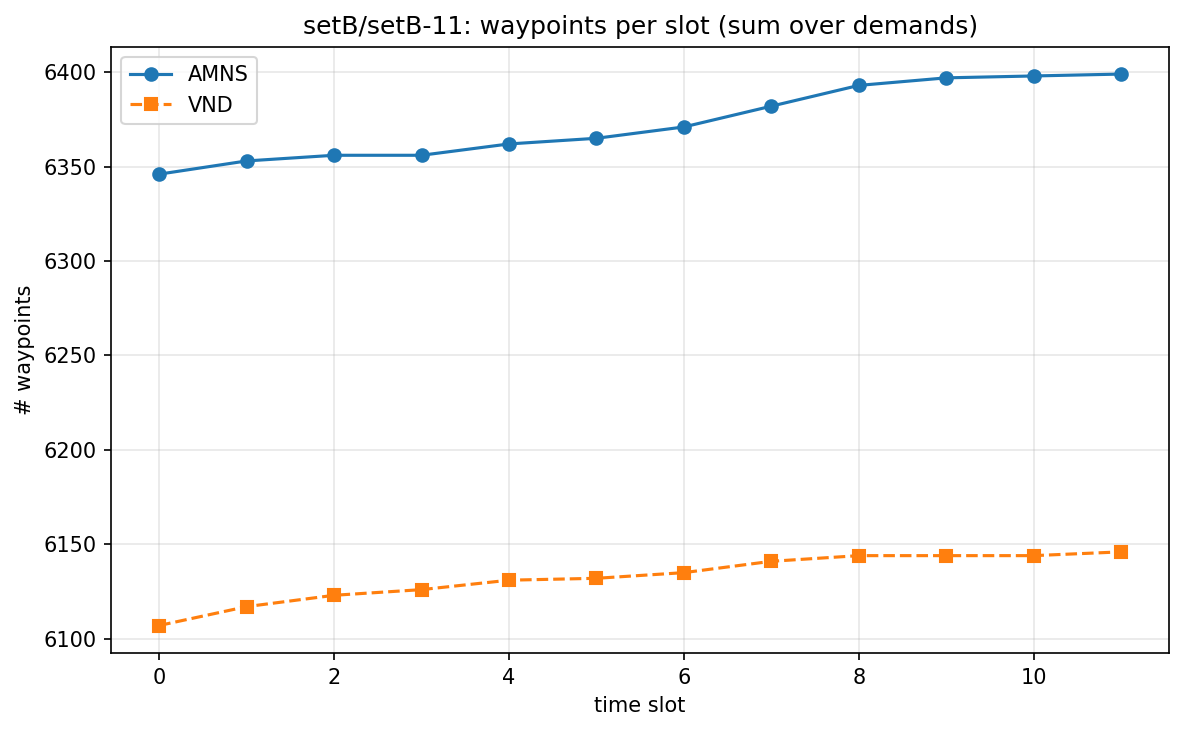 setB/setB-11: waypoints per slot (sum over demands)
AMNS
VND
# waypoints
6400
6350
6300
6250
6200
6150
6100
0 2 4 6 8 10
time slot